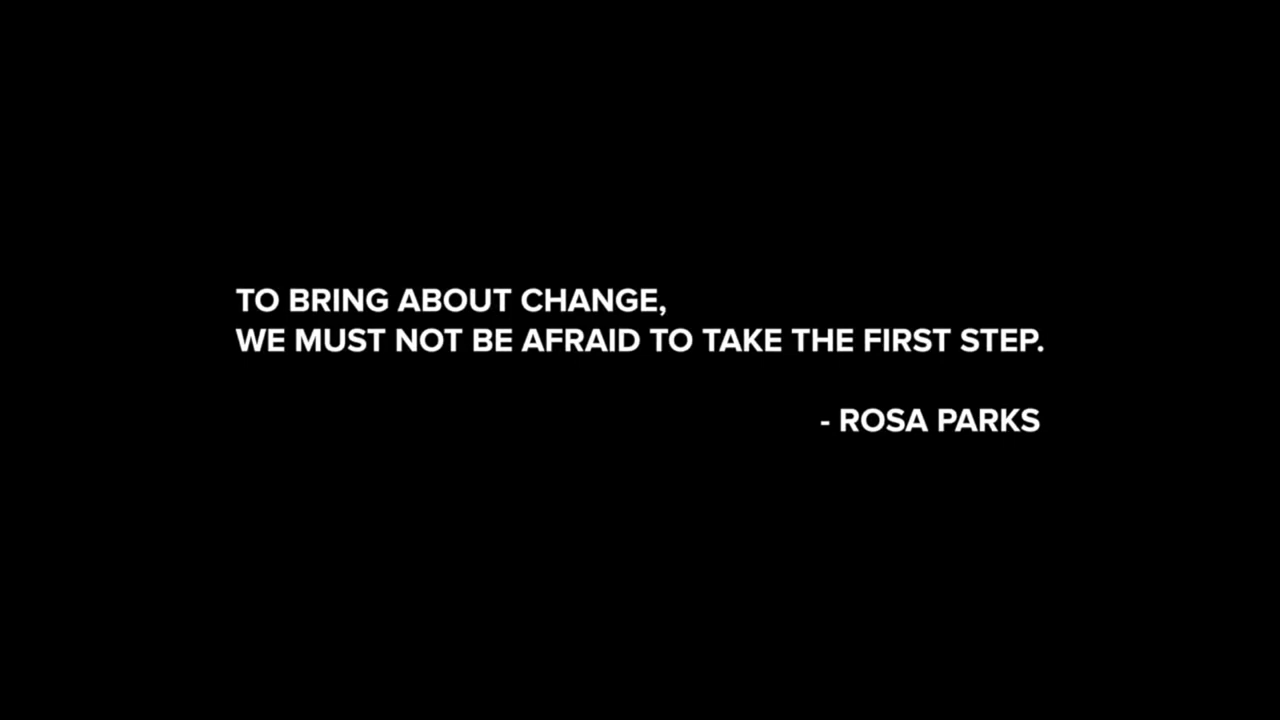 TO BRING ABOUT CHANGE,
WE MUST NOT BE AFRAID TO TAKE THE FIRST STEP.
- ROSA PARKS